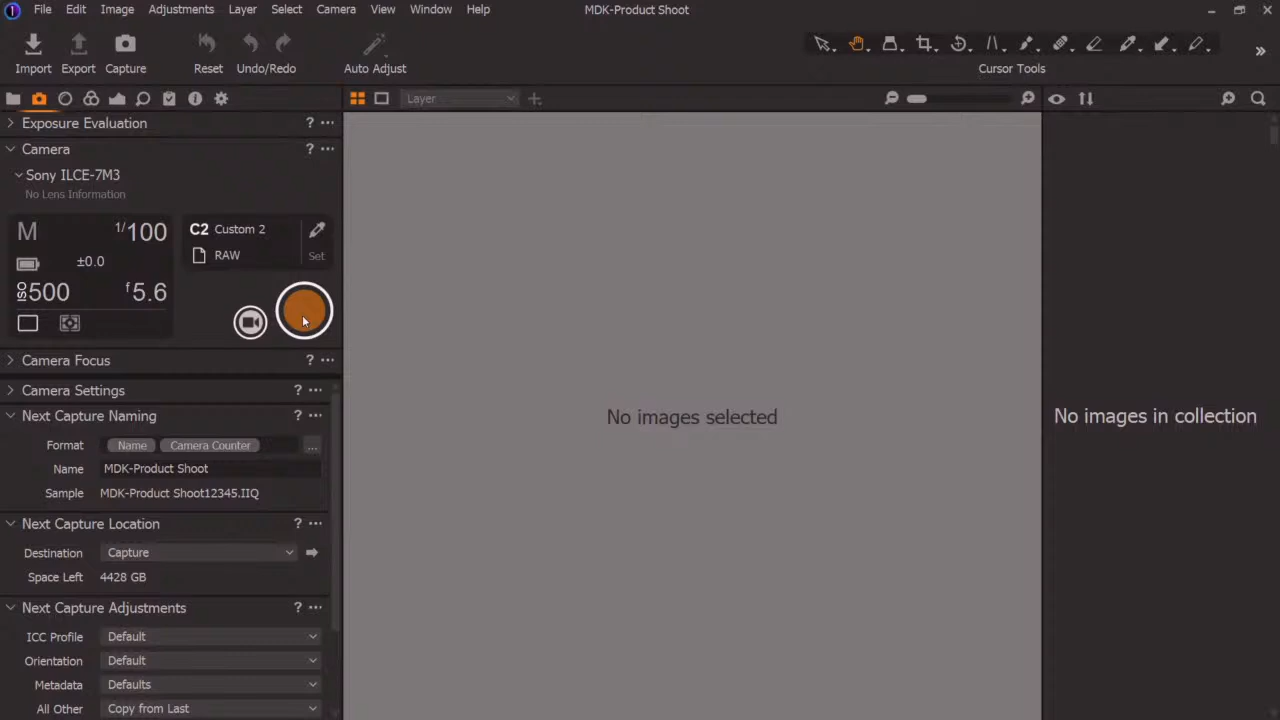 File Edit Image Adjustments Layer Select Camera View Window Help MDK-Product Shoot
Import Export Capture Reset Undo/Redo Auto Adjust Cursor Tools
Layer
Exposure Evaluation ? ...
Camera ? ...
Sony ILCE-7M3
No Lens Information
M 1/100 C2 Custom 2
±0.0 RAW Set
ISO 500 f 5.6
Camera Focus ? ...
Camera Settings ? ...
Next Capture Naming ? ...
Format Name Camera Counter ...
Name MDK-Product Shoot
Sample MDK-Product Shoot12345.IIQ
Next Capture Location ? ...
Destination Capture
Space Left 4428 GB
Next Capture Adjustments ? ...
ICC Profile Default
Orientation Default
Metadata Defaults
All Other Copy from Last
No images selected
No images in collection